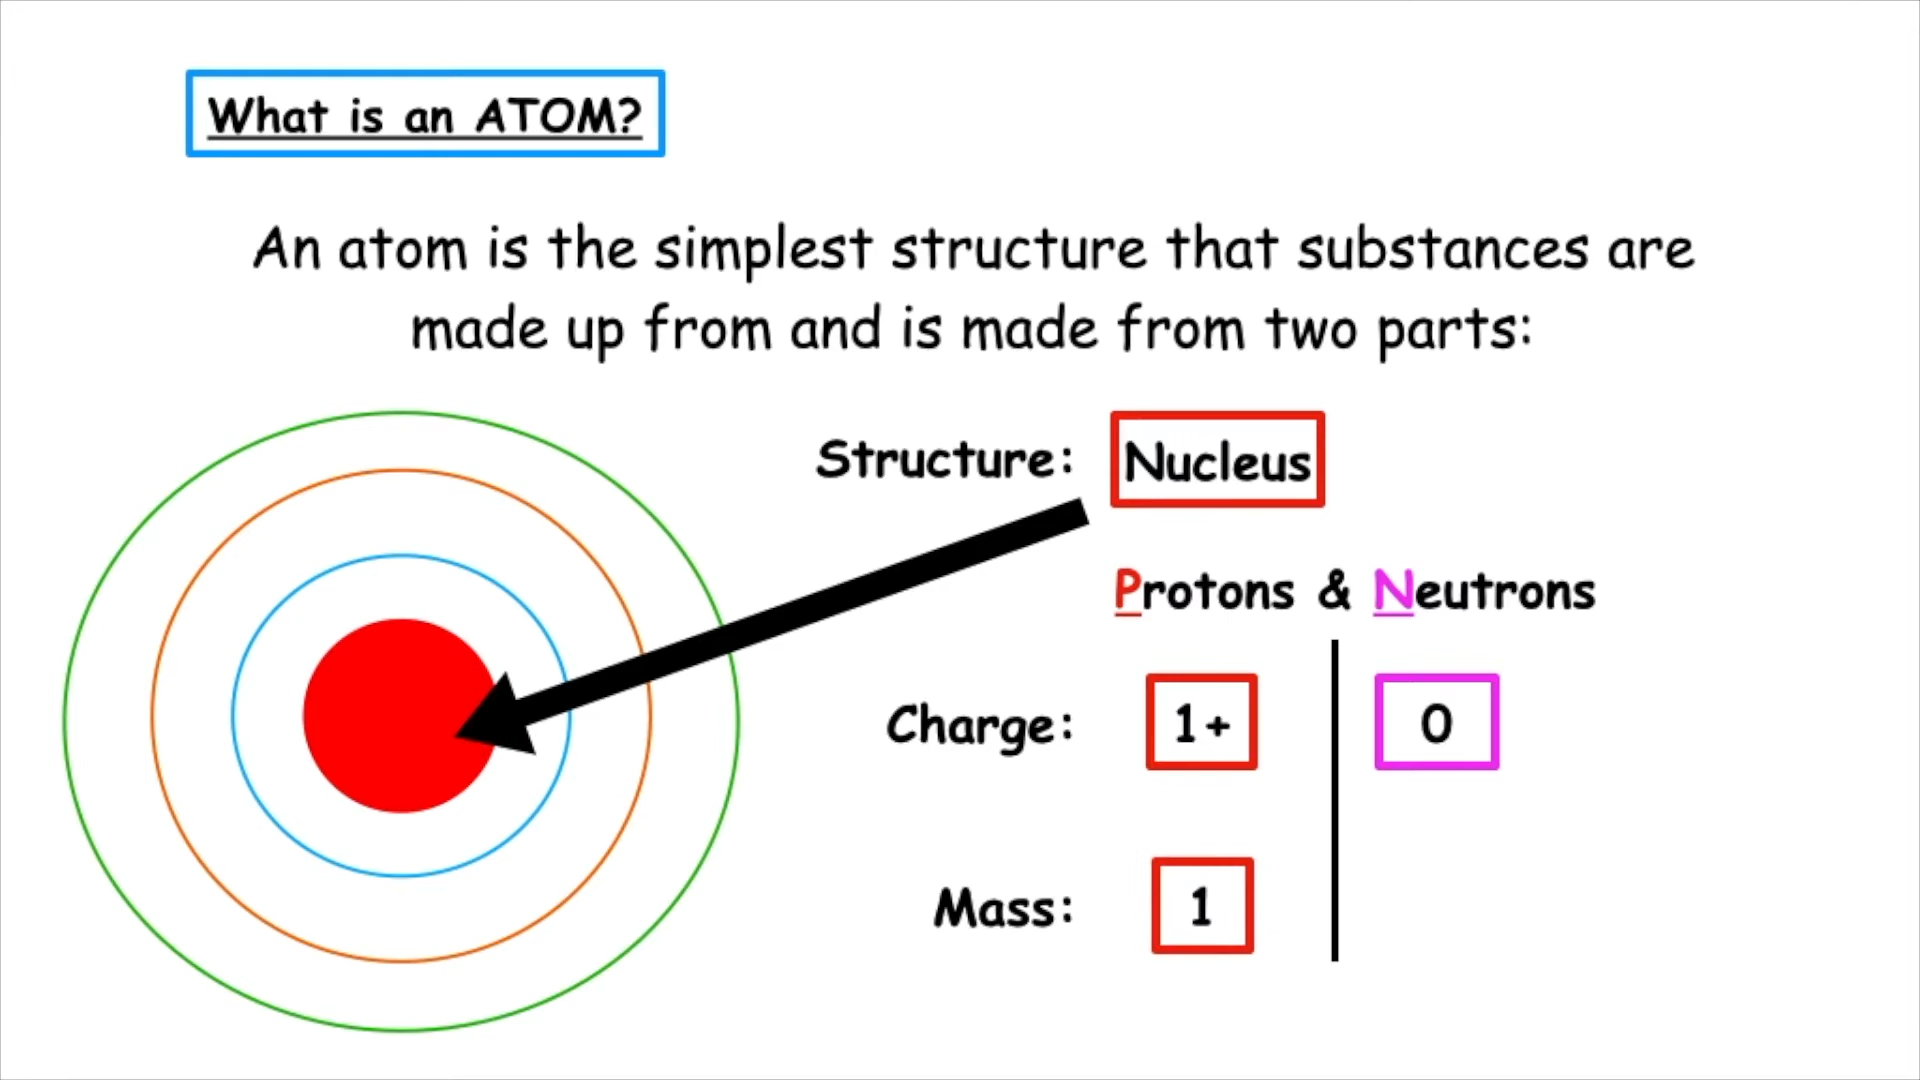 What is an ATOM?
An atom is the simplest structure that substances are
made up from and is made from two parts:
Structure: Nucleus
Protons & Neutrons
Charge: 1+ 0
Mass: 1